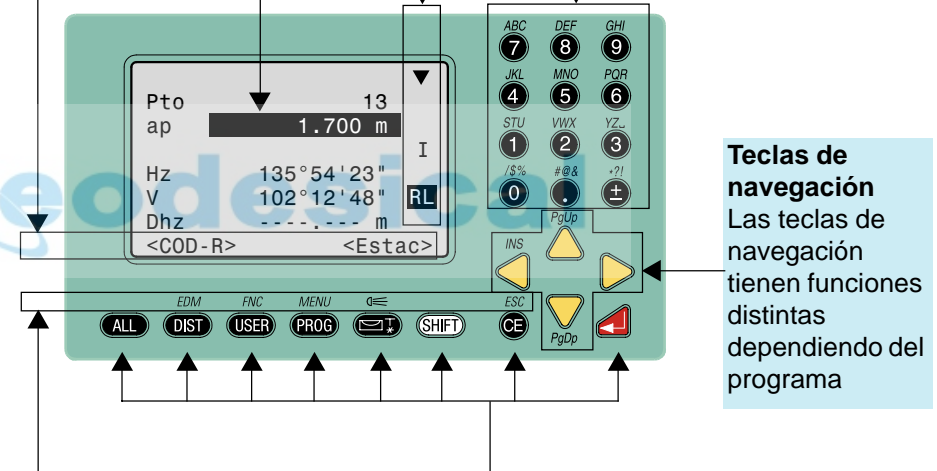 ABC DEF GHI
7 8 9
JKL MNO PQR
4 5 6
STU VWX YZ␣
1 2 3
/$% #@& *?!
0 . ±
Pto 13
ap 1.700 m
I
Hz 135°54'23"
V 102°12'48"
RL
Dhz ----.--- m
<COD-R> <Estac>
eodesical
PgUp
INS
PgDp
EDM FNC MENU ESC
ALL DIST USER PROG SHIFT CE
Teclas de
navegación
Las teclas de
navegación
tienen funciones
distintas
dependiendo del
programa